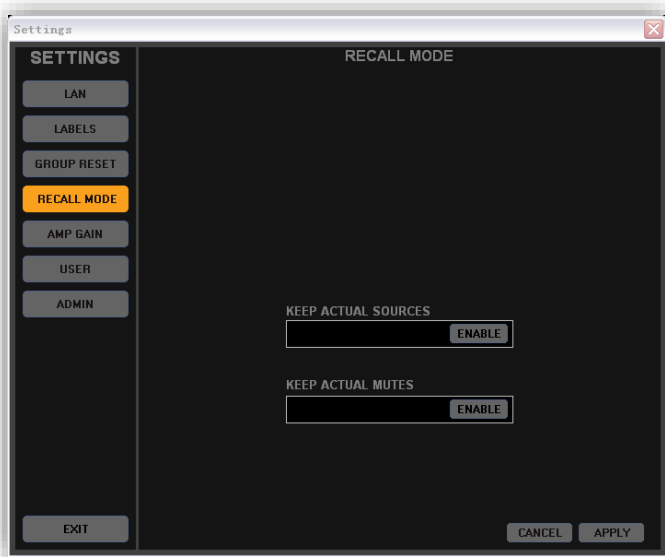 Settings
SETTINGS
LAN
LABELS
GROUP RESET
RECALL MODE
AMP GAIN
USER
ADMIN
EXIT
RECALL MODE
KEEP ACTUAL SOURCES
ENABLE
KEEP ACTUAL MUTES
ENABLE
CANCEL
APPLY